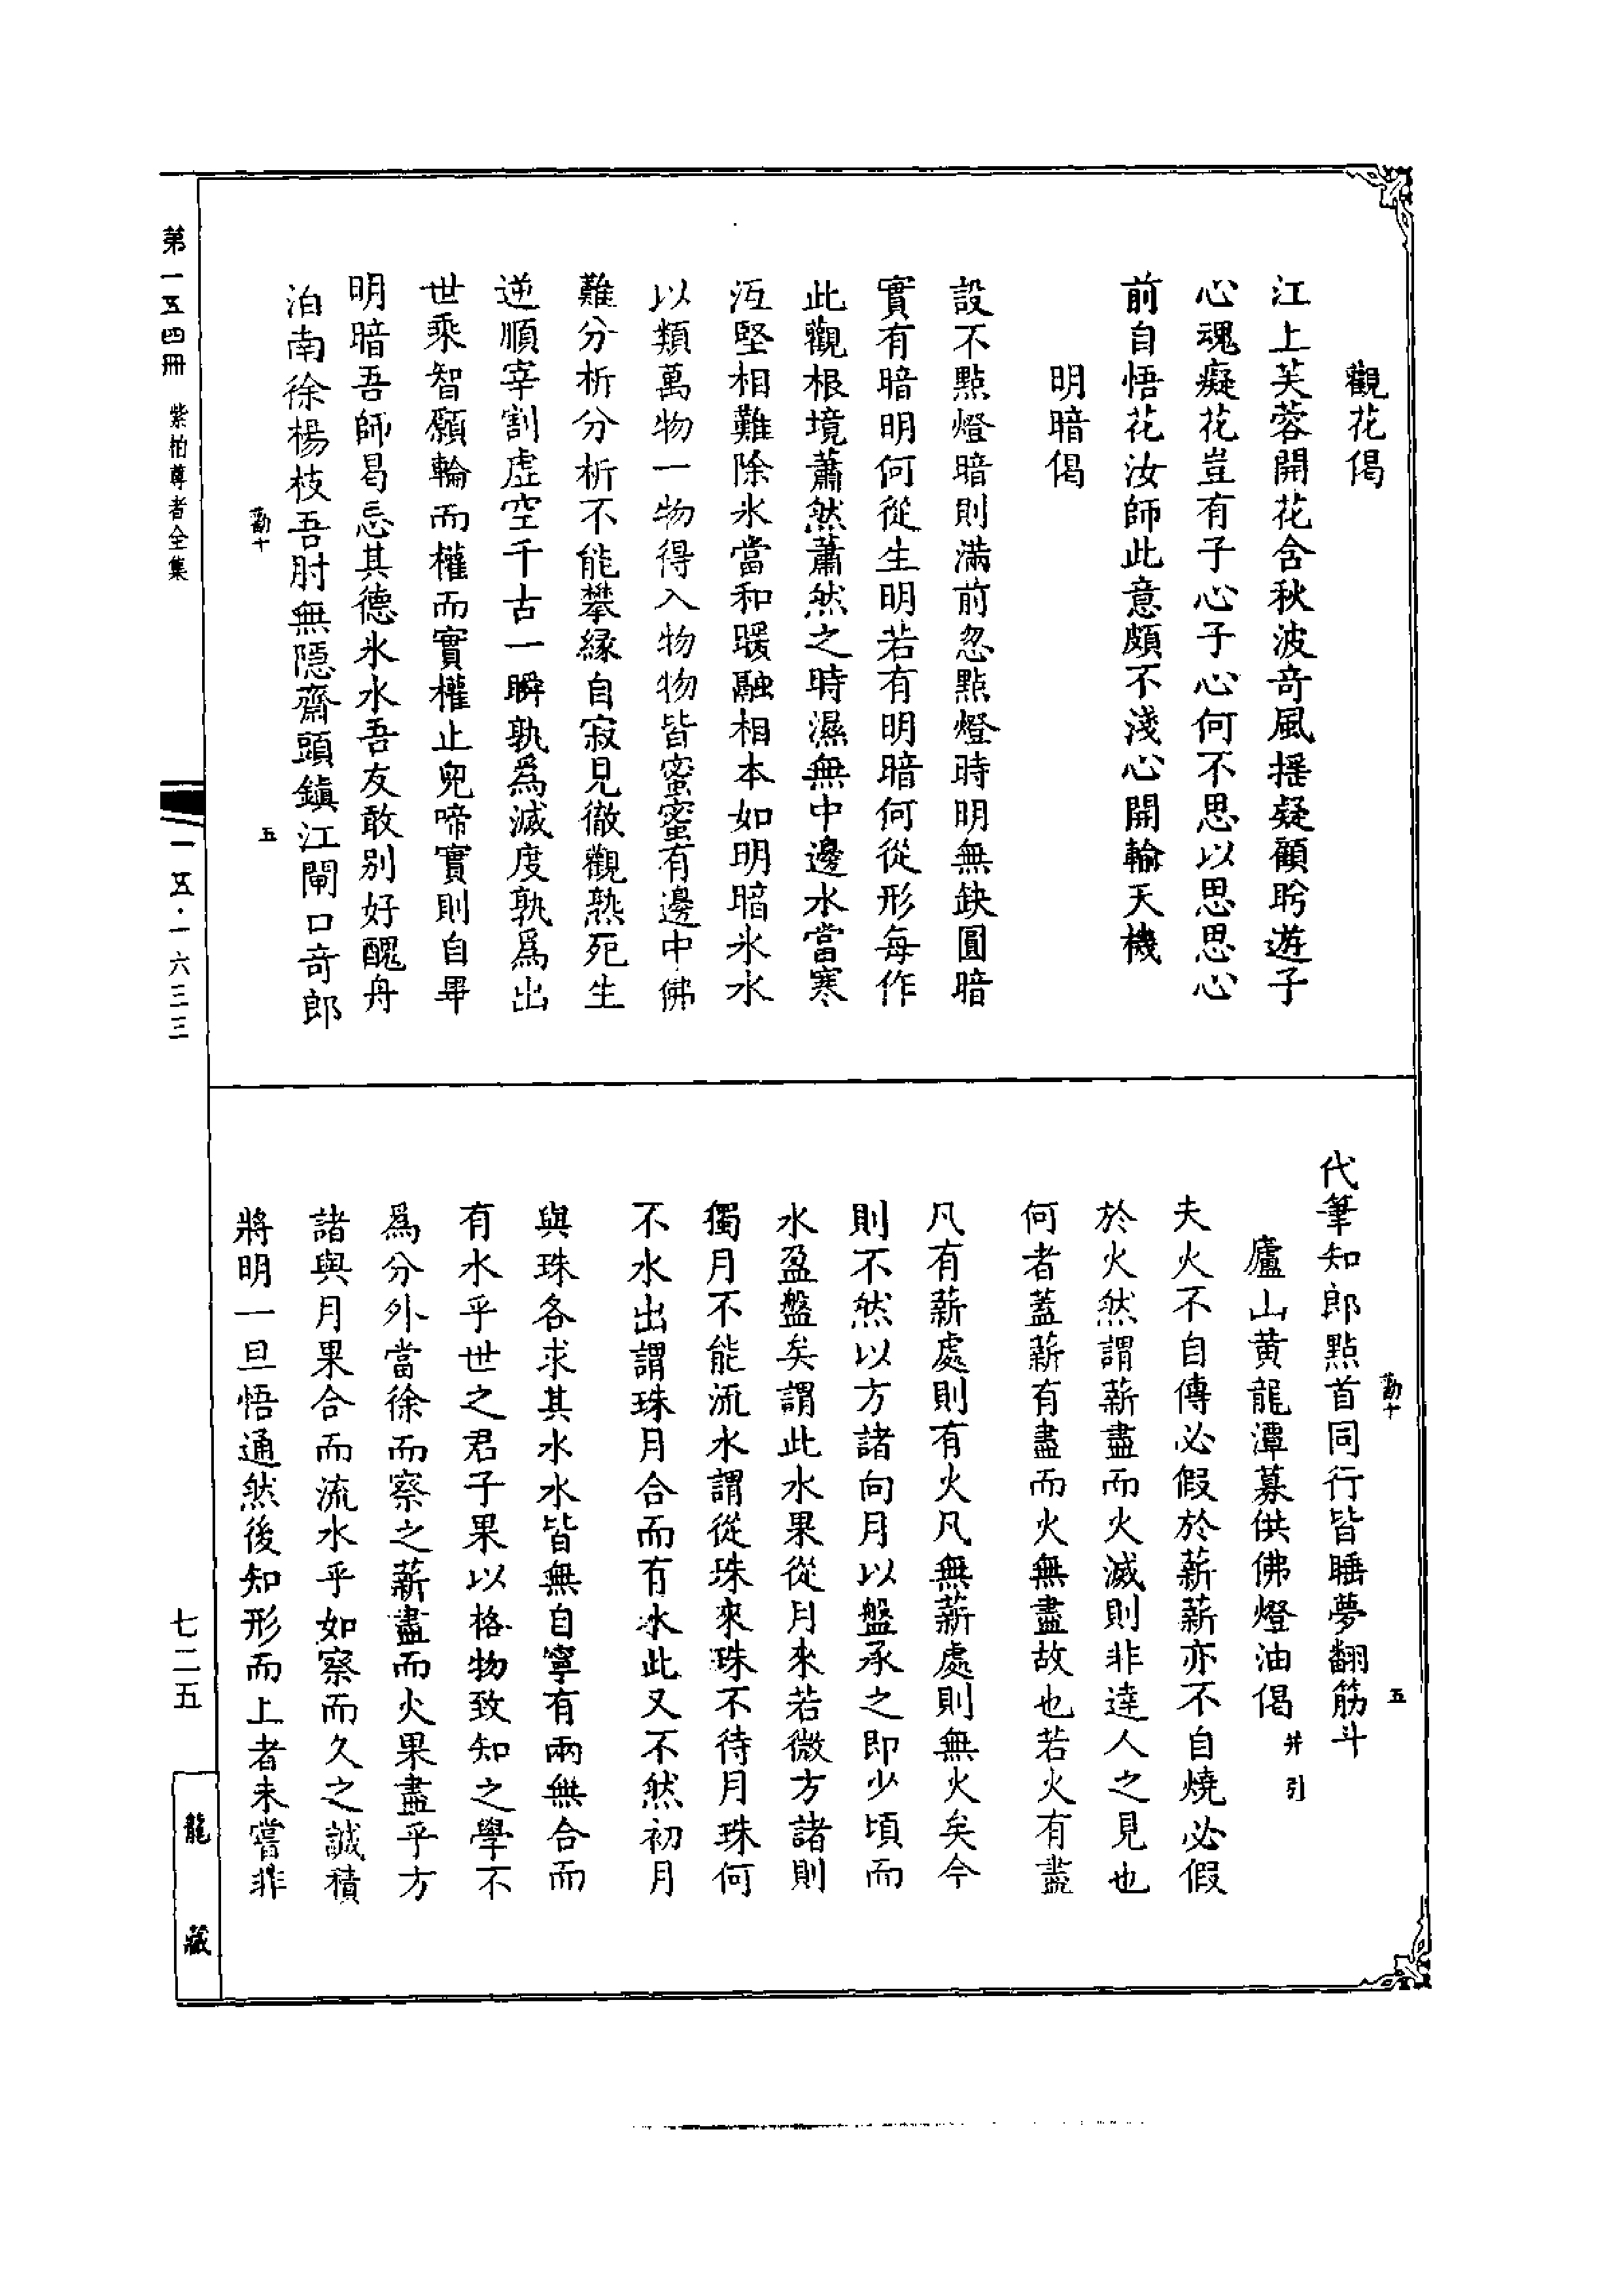 觀花偈
江上芙蓉開花含秋波奇風搖凝顧盻遊子
心魂癡花豈有子心子心何不思以思思心
前自悟花汝師此意頗不淺心開輪天機
明暗偈
設不點燈暗則滿前忽點燈時明無缺圓暗
實有暗明何從生明若有明暗何從形每作
此觀根境蕭然蕭然之時濕無中邊水當寒
沍堅相難除氷當和暖融相本如明暗氷水
以類萬物一物得入物物皆蜜蜜有邊中佛
難分析分析不能攀緣自寂見徹觀熟死生
逆順宰割虛空千古一瞬孰爲滅度孰爲出
世乘智願輪而權而實權止兒啼實則自畢
明暗吾師曷忘其德氷水吾友敢別好醜舟
泊南徐楊枝吾肘無隱齋頭鎮江閘口奇郎
勤十
五
第一五四冊 紫柏尊者全集
一五·一六三三
勤十
五
代筆知郎點首同行皆睡夢翻筋斗
廬山黃龍潭募供佛燈油偈 并引
夫火不自傳必假於薪薪亦不自燒必假
於火然謂薪盡而火滅則非達人之見也
何者蓋薪有盡而火無盡故也若火有盡
凡有薪處則有火凡無薪處則無火矣今
則不然以方諸向月以盤承之即少頃而
水盈盤矣謂此水果從月來若微方諸則
獨月不能流水謂從珠來珠不待月珠何
不水出謂珠月合而有水此又不然初月
與珠各求其水水皆無自寧有兩無合而
有水乎世之君子果以格物致知之學不
爲分外當徐而察之薪盡而火果盡乎方
諸與月果合而流水乎如察而久之誠積
將明一旦悟通然後知形而上者未嘗非
七二五
龍藏